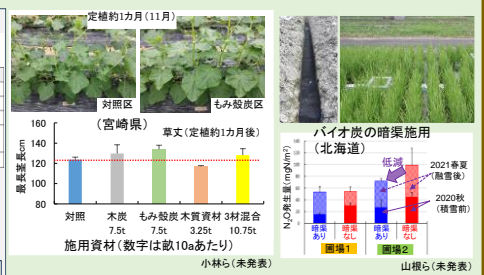 定植約1カ月(11月)
対照区
もみ殻炭区
(宮崎県)
草丈(定植約1カ月後)
最長茎長cm
160
140
120
100
80
対照
木炭
もみ殻炭
木質資材
3材混合
7.5t
7.5t
3.25t
10.75t
施用資材(数字は畝10aあたり)
小林ら(未発表)
バイオ炭の暗渠施用
(北海道)
N₂O発生量(mgN/m²)
140
120
100
80
60
40
20
0
低減
2021春夏
(融雪後)
2020秋
(積雪前)
暗渠
あり
暗渠
なし
暗渠
あり
暗渠
なし
圃場1
圃場2
山根ら(未発表)